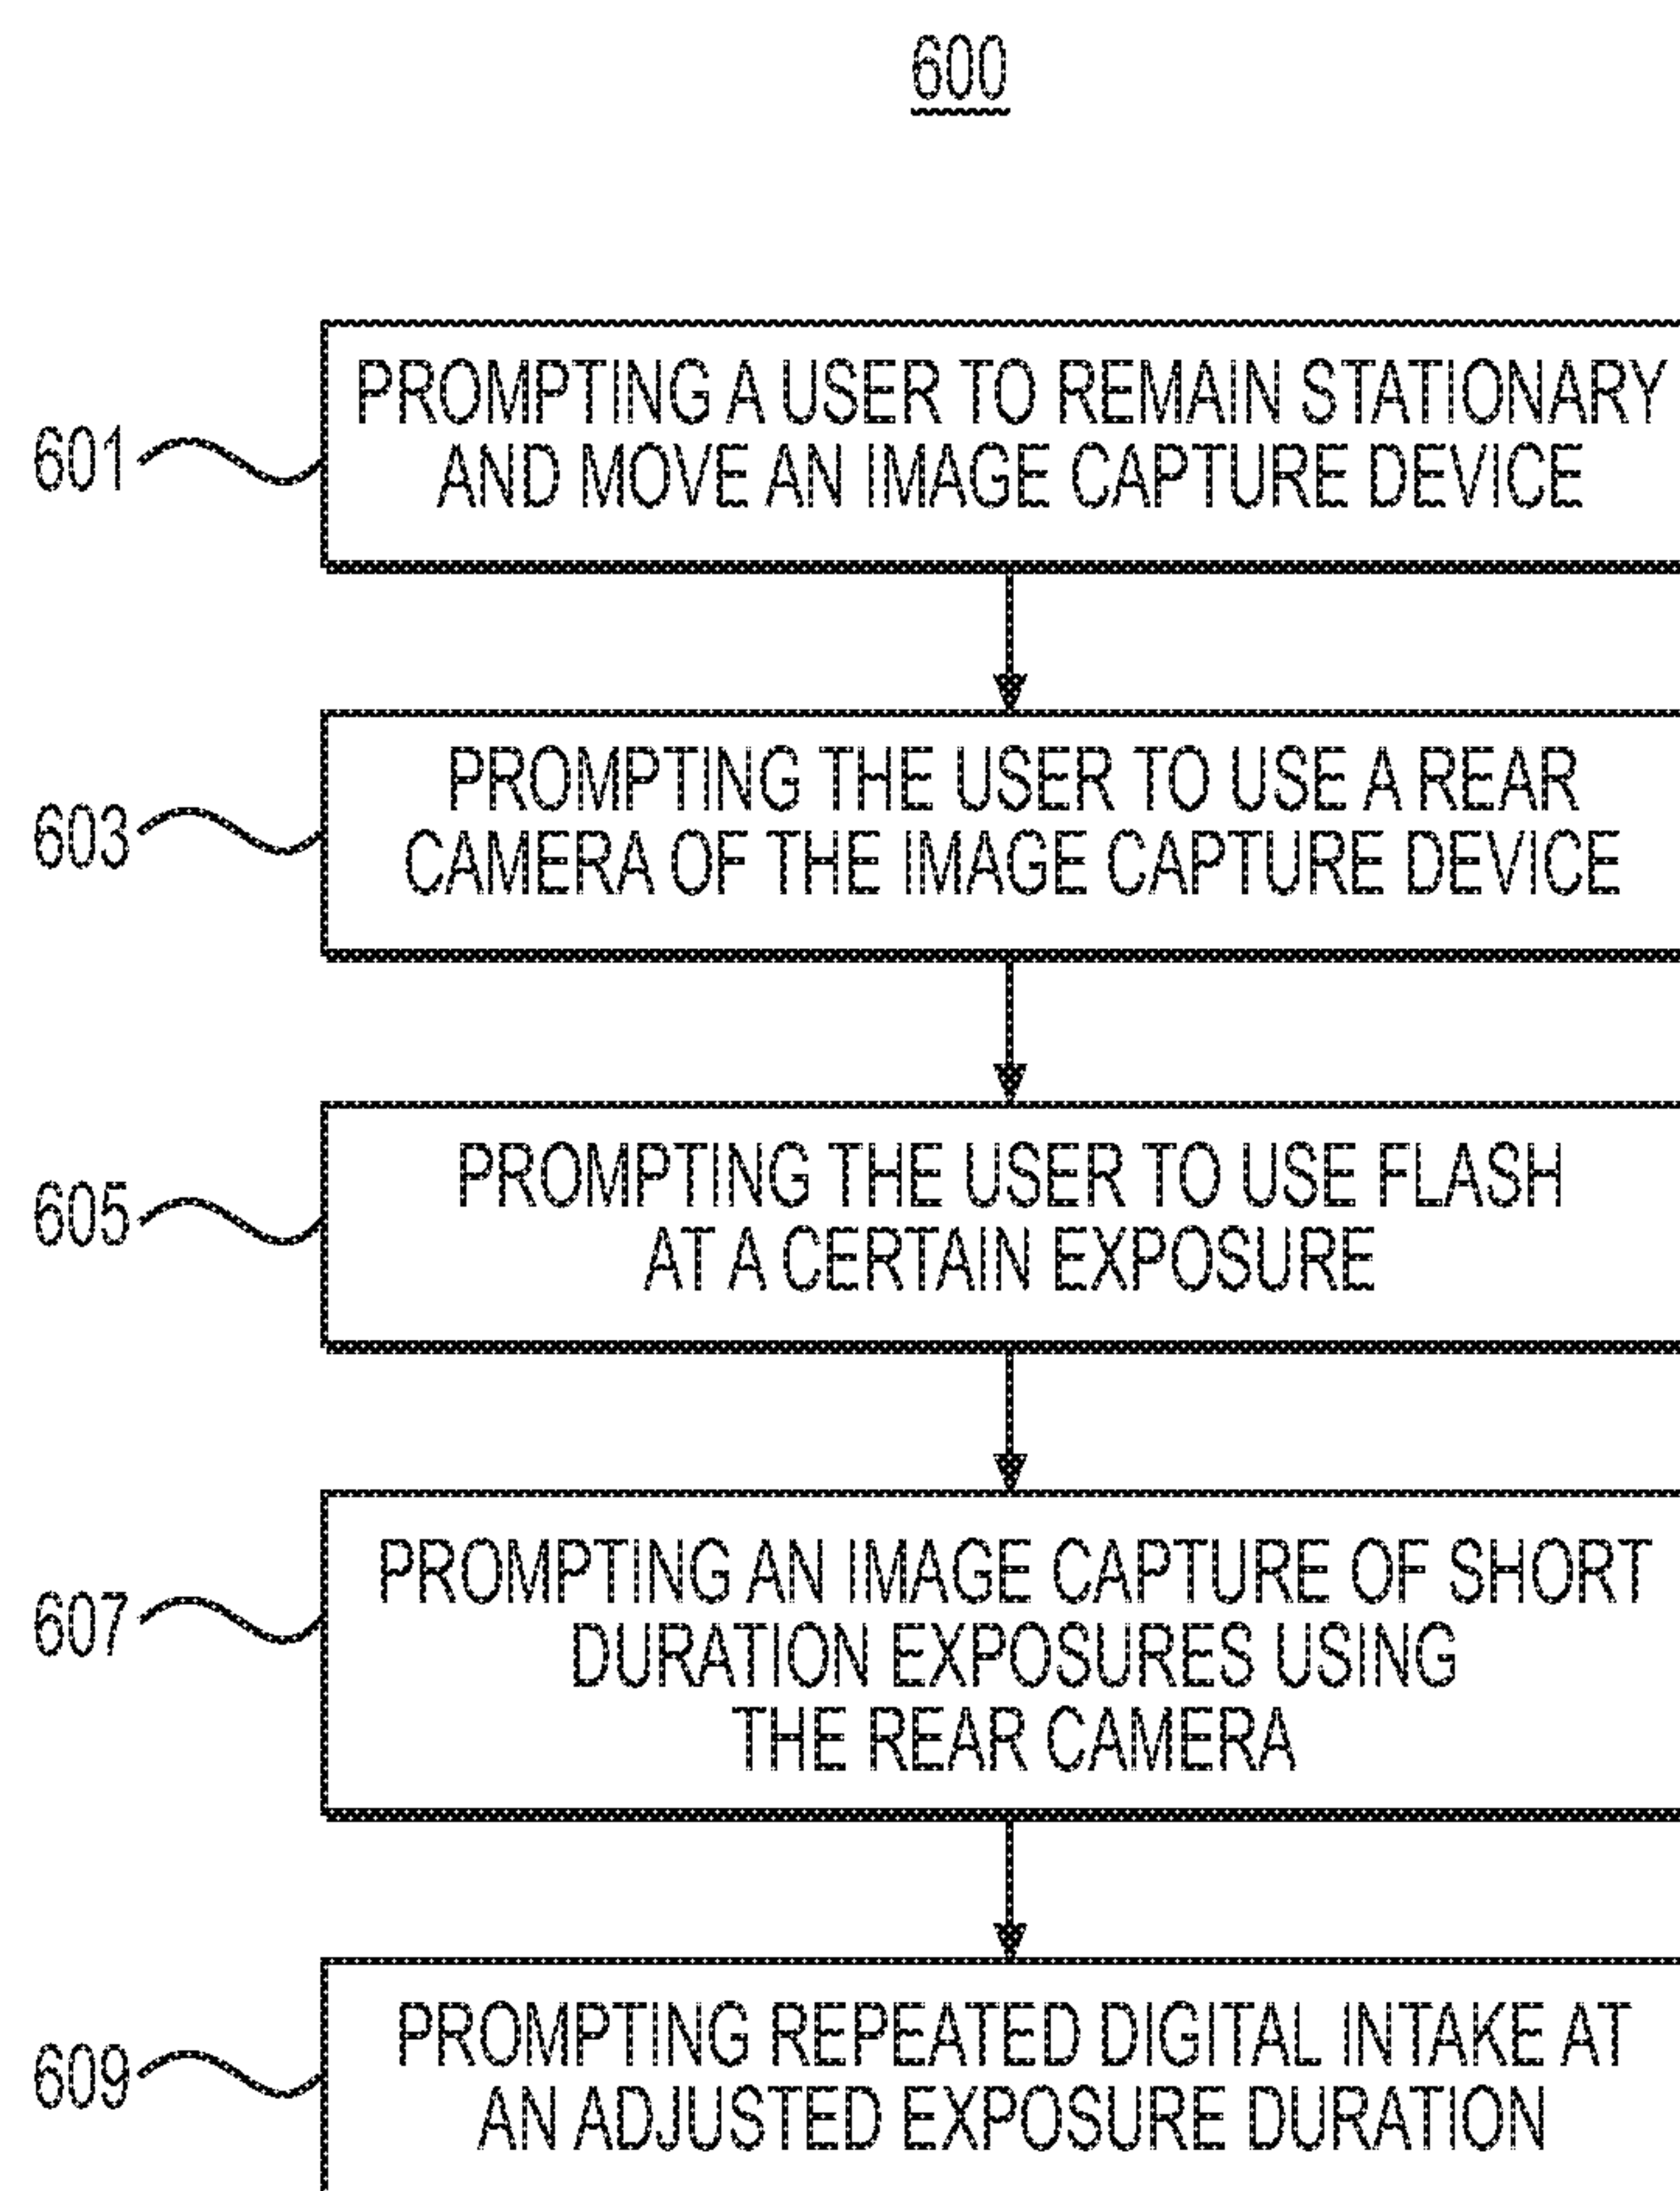 600
601
PROMPTING A USER TO REMAIN STATIONARY
AND MOVE AN IMAGE CAPTURE DEVICE
603
PROMPTING THE USER TO USE A REAR
CAMERA OF THE IMAGE CAPTURE DEVICE
605
PROMPTING THE USER TO USE FLASH
AT A CERTAIN EXPOSURE
607
PROMPTING AN IMAGE CAPTURE OF SHORT
DURATION EXPOSURES USING
THE REAR CAMERA
609
PROMPTING REPEATED DIGITAL INTAKE AT
AN ADJUSTED EXPOSURE DURATION